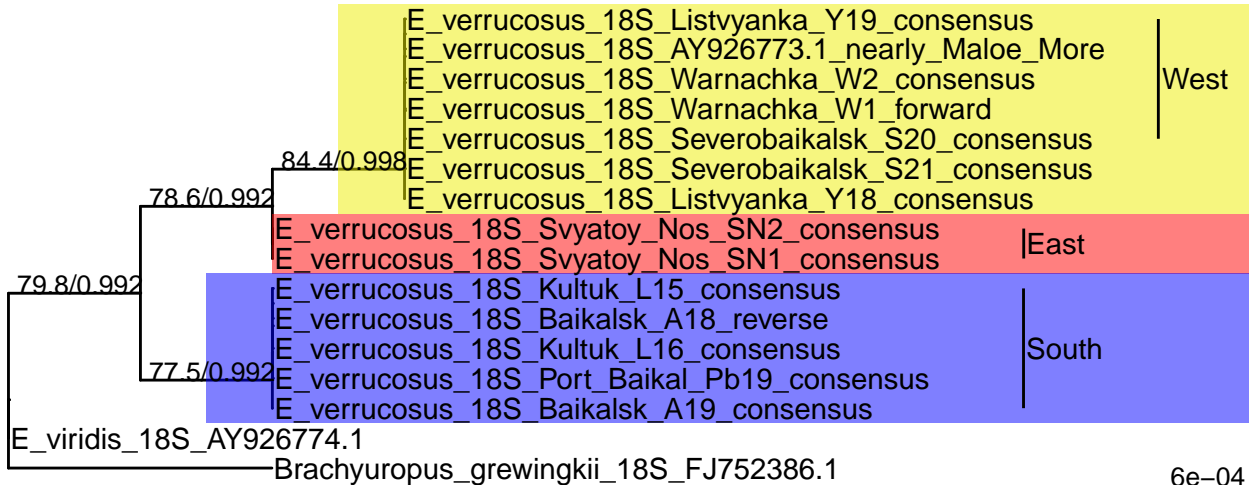 E_verrucosus_18S_Listvyanka_Y19_consensus
E_verrucosus_18S_AY926773.1_nearly_Maloe_More
E_verrucosus_18S_Warnachka_W2_consensus
West
E_verrucosus_18S_Warnachka_W1_forward
E_verrucosus_18S_Severobaikalsk_S20_consensus
84.4/0.998
E_verrucosus_18S_Severobaikalsk_S21_consensus
78.6/0.992
E_verrucosus_18S_Listvyanka_Y18_consensus
E_verrucosus_18S_Svyatoy_Nos_SN2_consensus
East
E_verrucosus_18S_Svyatoy_Nos_SN1_consensus
79.8/0.992
E_verrucosus_18S_Kultuk_L15_consensus
E_verrucosus_18S_Baikalsk_A18_reverse
E_verrucosus_18S_Kultuk_L16_consensus
South
77.5/0.992
E_verrucosus_18S_Port_Baikal_Pb19_consensus
E_verrucosus_18S_Baikalsk_A19_consensus
E_viridis_18S_AY926774.1
Brachyuropus_grewingkii_18S_FJ752386.1
6e−04